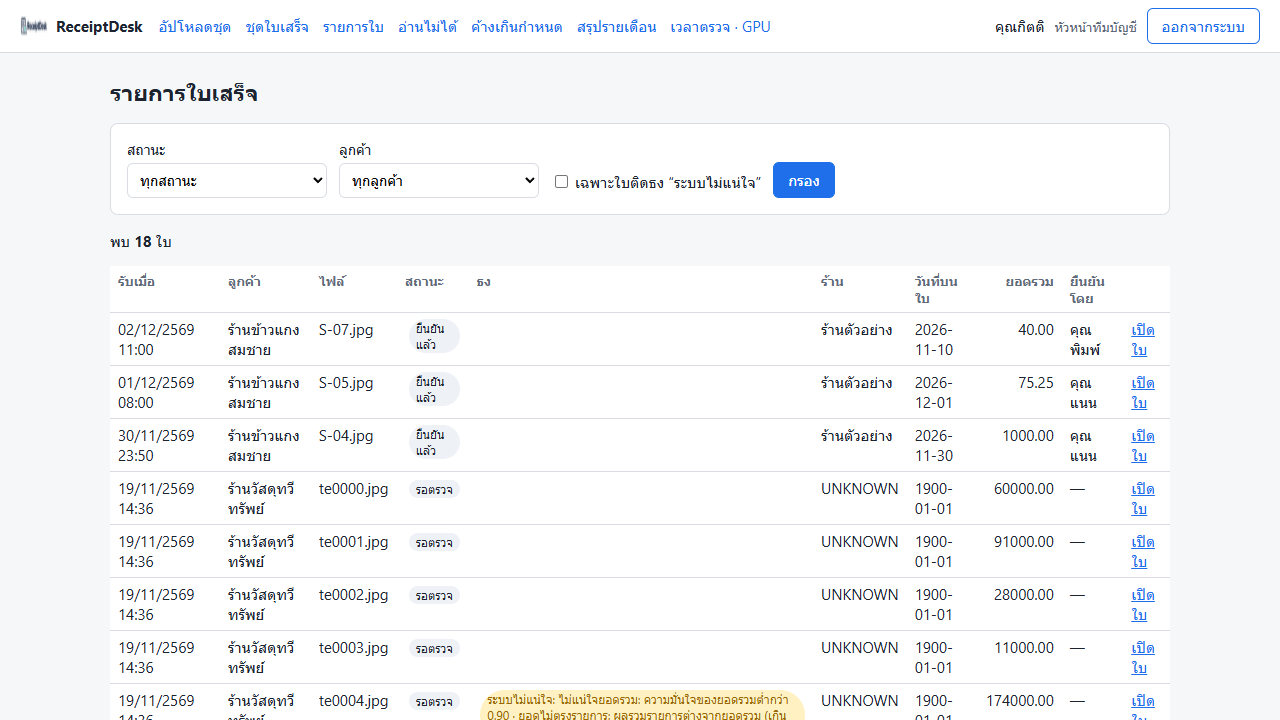 ReceiptDesk อัปโหลดชุด ชุดใบเสร็จ รายการใบ อ่านไม่ได้ ค้างเกินกำหนด สรุปรายเดือน เวลาตรวจ · GPU คุณกิตติ หัวหน้าทีมบัญชี ออกจากระบบ
รายการใบเสร็จ
สถานะ ลูกค้า
ทุกสถานะ ทุกลูกค้า เฉพาะใบติดธง “ระบบไม่แน่ใจ” กรอง
พบ 18 ใบ
รับเมื่อ ลูกค้า ไฟล์ สถานะ ธง ร้าน วันที่บน ยอดรวม ยืนยัน
ใบ โดย
02/12/2569 ร้านข้าวแกง S-07.jpg ยืนยัน ร้านตัวอย่าง 2026- 40.00 คุณ เปิด
11:00 สมชาย แล้ว 11-10 พิมพ์ ใบ
01/12/2569 ร้านข้าวแกง S-05.jpg ยืนยัน ร้านตัวอย่าง 2026- 75.25 คุณ เปิด
08:00 สมชาย แล้ว 12-01 แนน ใบ
30/11/2569 ร้านข้าวแกง S-04.jpg ยืนยัน ร้านตัวอย่าง 2026- 1000.00 คุณ เปิด
23:50 สมชาย แล้ว 11-30 แนน ใบ
19/11/2569 ร้านวัสดุทวี te0000.jpg รอตรวจ UNKNOWN 1900- 60000.00 — เปิด
14:36 ทรัพย์ 01-01 ใบ
19/11/2569 ร้านวัสดุทวี te0001.jpg รอตรวจ UNKNOWN 1900- 91000.00 — เปิด
14:36 ทรัพย์ 01-01 ใบ
19/11/2569 ร้านวัสดุทวี te0002.jpg รอตรวจ UNKNOWN 1900- 28000.00 — เปิด
14:36 ทรัพย์ 01-01 ใบ
19/11/2569 ร้านวัสดุทวี te0003.jpg รอตรวจ UNKNOWN 1900- 11000.00 — เปิด
14:36 ทรัพย์ 01-01 ใบ
19/11/2569 ร้านวัสดุทวี te0004.jpg รอตรวจ ระบบไม่แน่ใจ: ไม่แน่ใจยอดรวม: ความมั่นใจของยอดรวมต่ำกว่า UNKNOWN 1900- 174000.00 — เปิด
14:36 ทรัพย์ 0.90 · ยอดไม่ตรงรายการ: ผลรวมรายการต่างจากยอดรวม (เกิน 01-01 ใบ